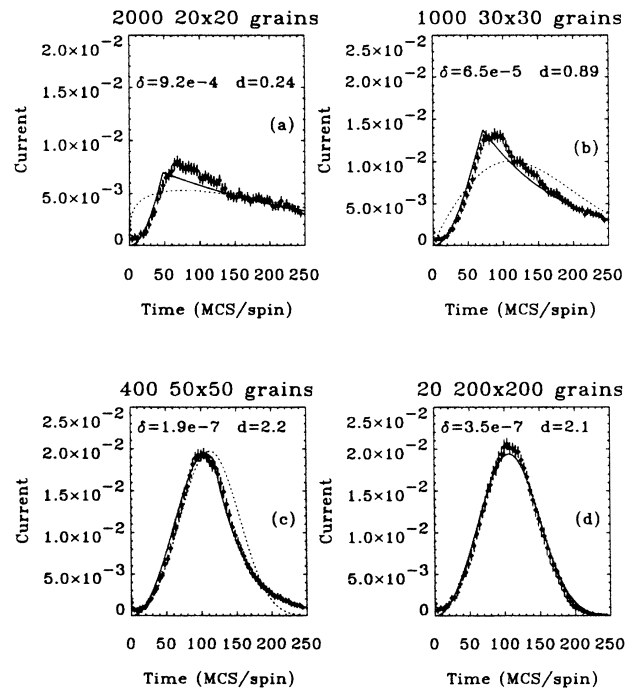 2000 20x20 grains
2.0×10⁻²
1.5×10⁻²
1.0×10⁻²
5.0×10⁻³
0
Current
δ=9.2e-4 d=0.24
(a)
0 50 100 150 200 250
Time (MCS/spin)
1000 30x30 grains
2.5×10⁻²
2.0×10⁻²
1.5×10⁻²
1.0×10⁻²
5.0×10⁻³
0
Current
δ=6.5e-5 d=0.89
(b)
0 50 100 150 200 250
Time (MCS/spin)
400 50x50 grains
2.5×10⁻²
2.0×10⁻²
1.5×10⁻²
1.0×10⁻²
5.0×10⁻³
0
Current
δ=1.9e-7 d=2.2
(c)
0 50 100 150 200 250
Time (MCS/spin)
20 200x200 grains
2.5×10⁻²
2.0×10⁻²
1.5×10⁻²
1.0×10⁻²
5.0×10⁻³
0
Current
δ=3.5e-7 d=2.1
(d)
0 50 100 150 200 250
Time (MCS/spin)